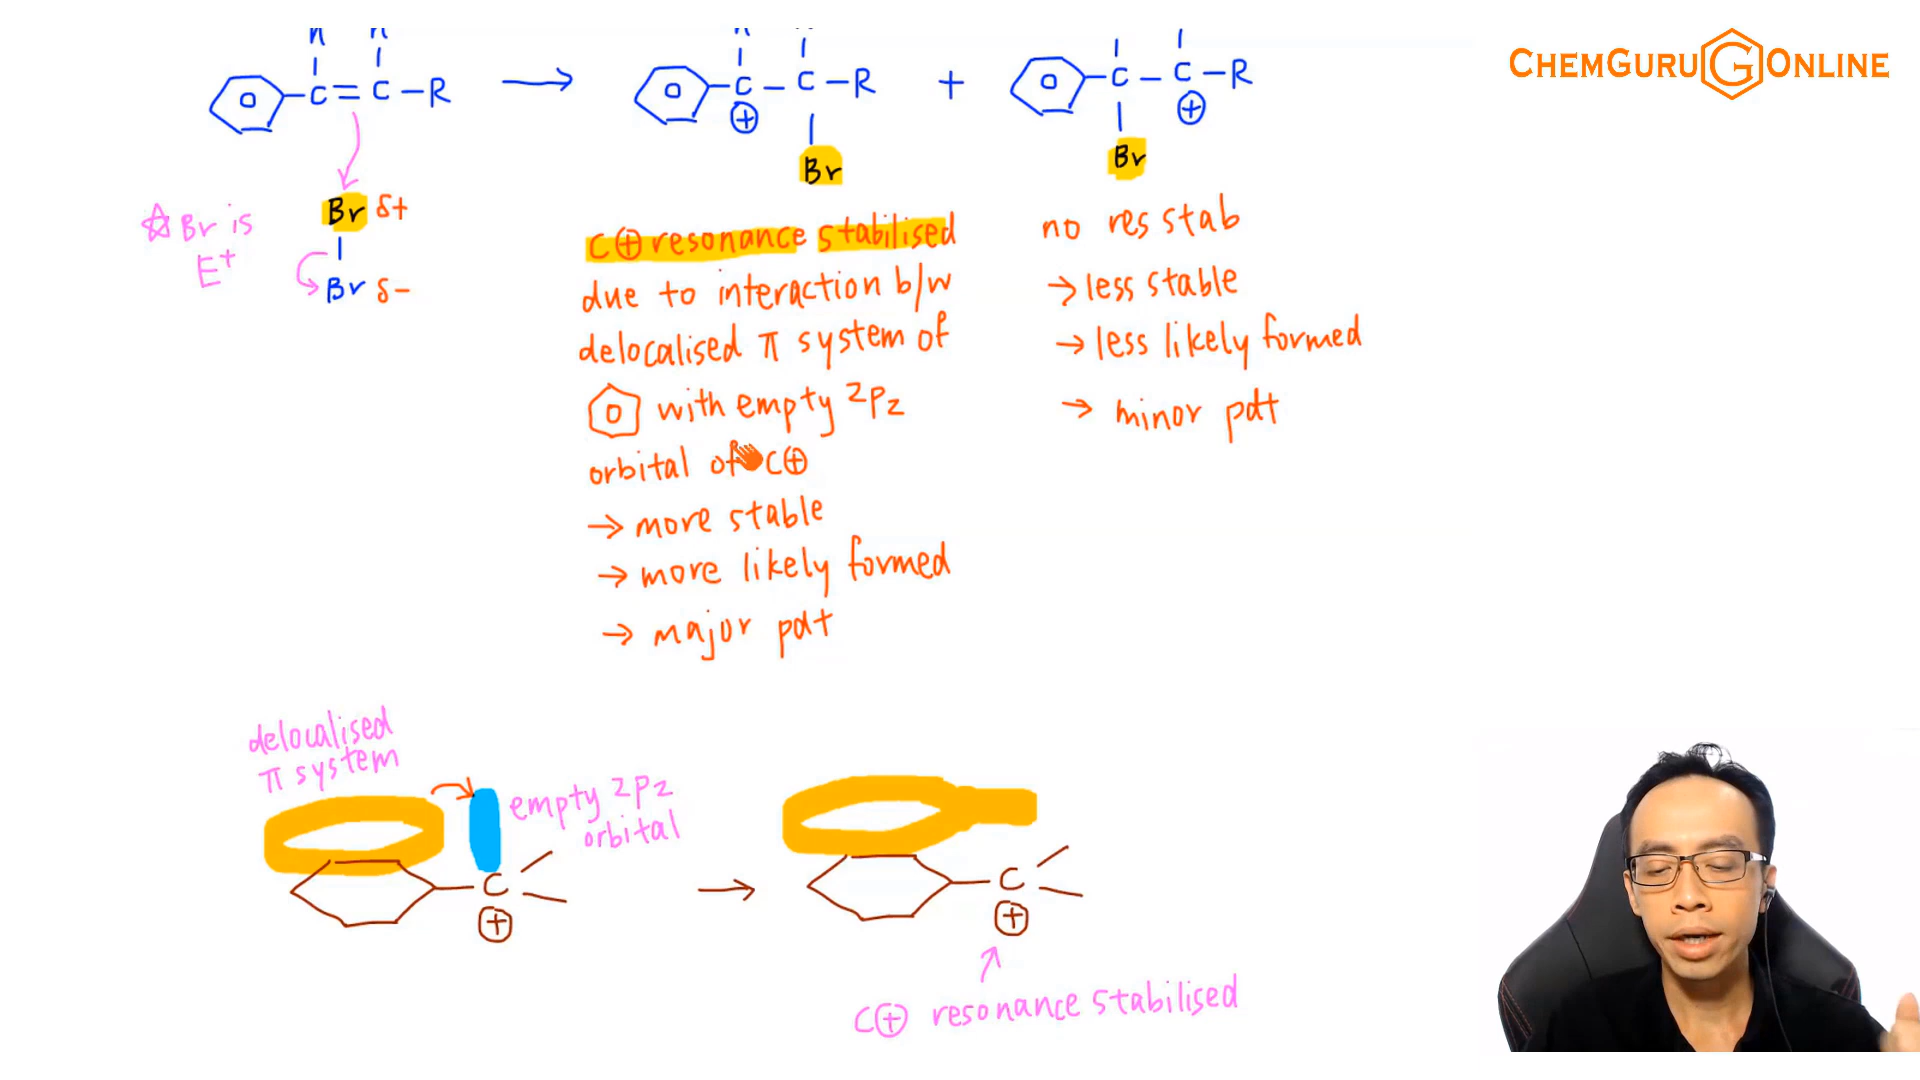 CHEMGURU G ONLINE
H H
C = C – R → C – C – R + C – C – R
⊕ ⊕
Br Br
☆ Br is
E+
Br δ+
Br δ-
C⊕ resonance stabilised
due to interaction b/w
delocalised π system of
with empty 2Pz
orbital of C⊕
→ more stable
→ more likely formed
→ major pdt
no res stab
→ less stable
→ less likely formed
→ minor pdt
delocalised
π system
empty 2Pz
orbital
C
⊕
→
C
⊕
C⊕ resonance stabilised